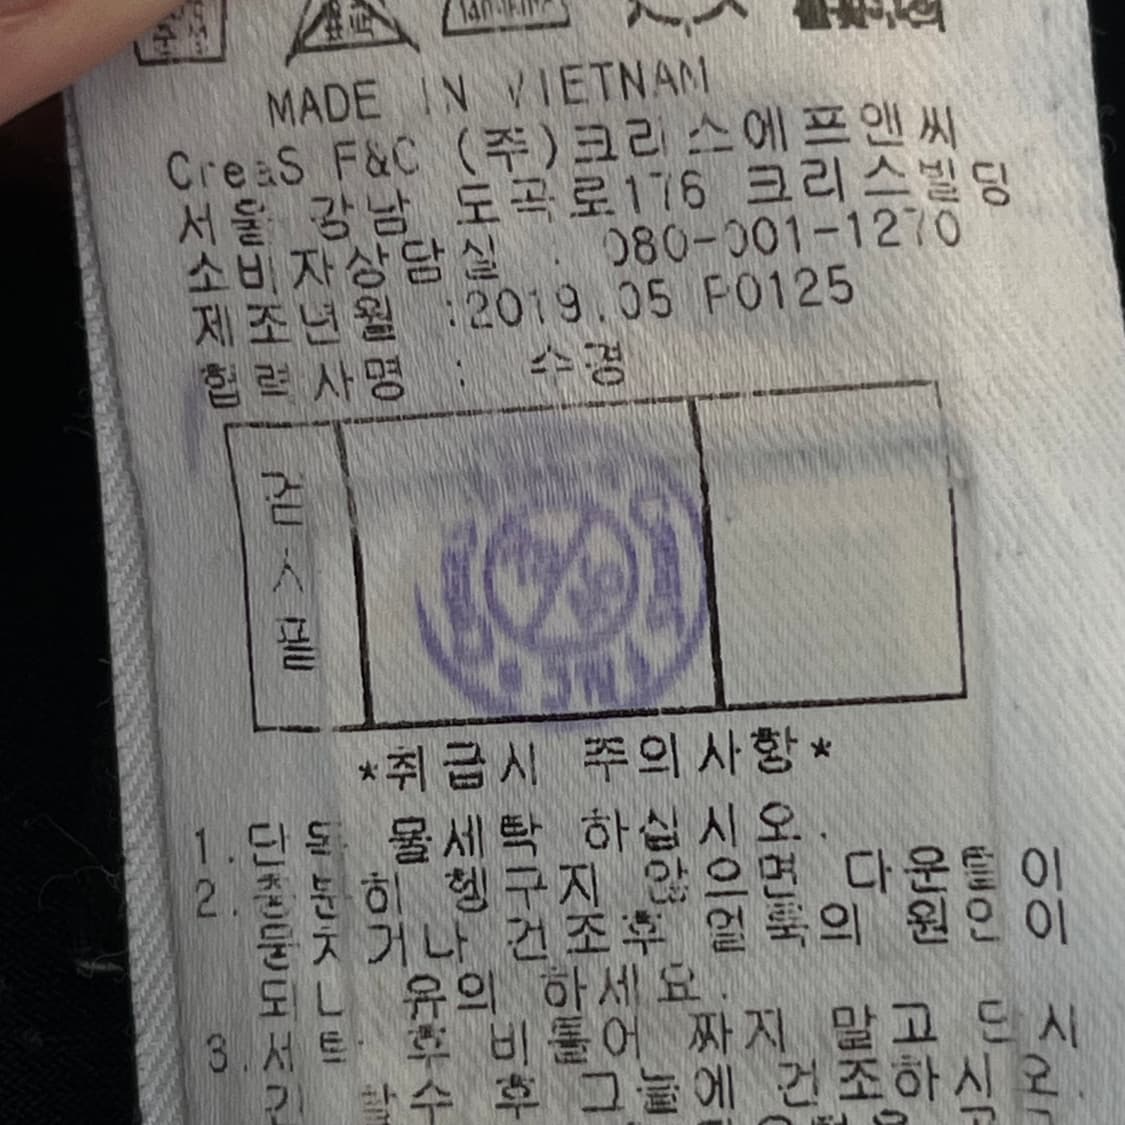 MADE IN VIETNAM
CreaS F&C (주)크리스에프앤씨
서울 강남 도곡로176 크리스빌딩
소비자상담실 : 080-001-1270
제조년월 :2019.05 F0125
협력사명 : 수경
검사필
*취급시 주의사항*
1.단독 물세탁 하십시오.
2.충분히 헹구지 않으면 다운들이
뭉치거나 건조후 얼룩의 원인이
되니 유의 하세요.
3.세탁 후 비틀어 짜지 말고 단시
간 탈수 후 그늘에 건조하시오.